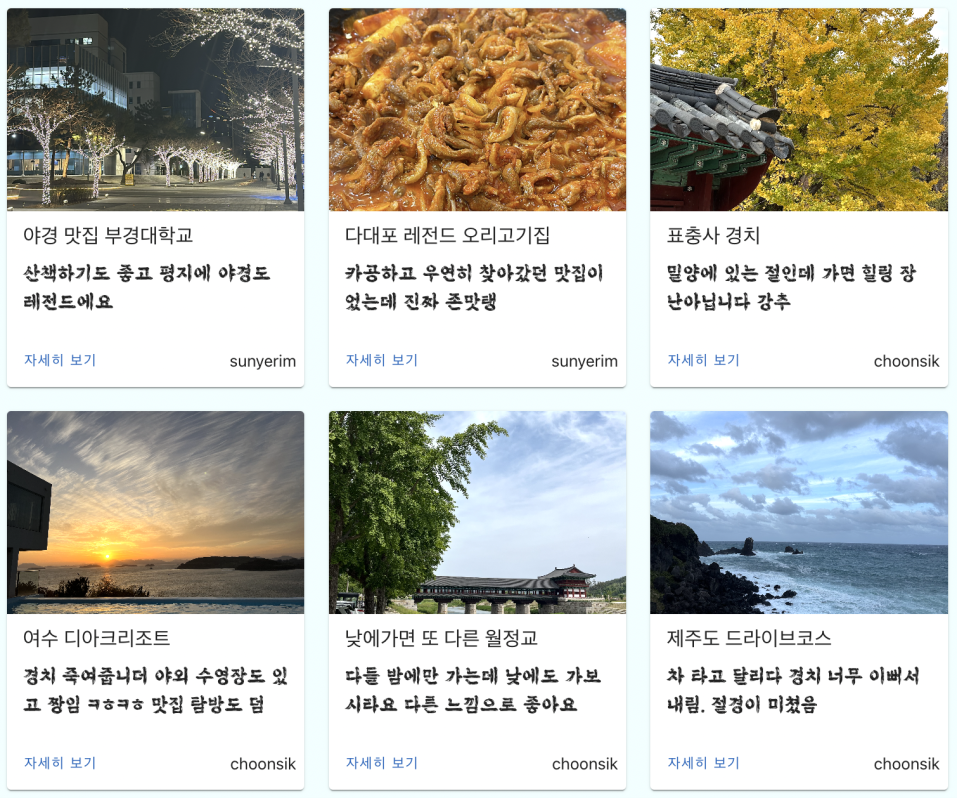 야경 맛집 부경대학교
산책하기도 좋고 평지에 야경도
레전드에요
자세히 보기
sunyerim
다대포 레전드 오리고기집
카공하고 우연히 찾아갔던 맛집이
었는데 진짜 존맛탱
자세히 보기
sunyerim
표충사 경치
밀양에 있는 절인데 가면 힐링 장
난아닙니다 강추
자세히 보기
choonsik
여수 디아크리조트
경치 죽여줍니더 야외 수영장도 있
고 짱임 ㅋㅎㅋㅎ 맛집 탐방도 덤
자세히 보기
choonsik
낮에가면 또 다른 월정교
다들 밤에만 가는데 낮에도 가보
시타요 다른 느낌으로 좋아요
자세히 보기
choonsik
제주도 드라이브코스
차 타고 달리다 경치 너무 이뻐서
내림. 절경이 미쳤음
자세히 보기
choonsik